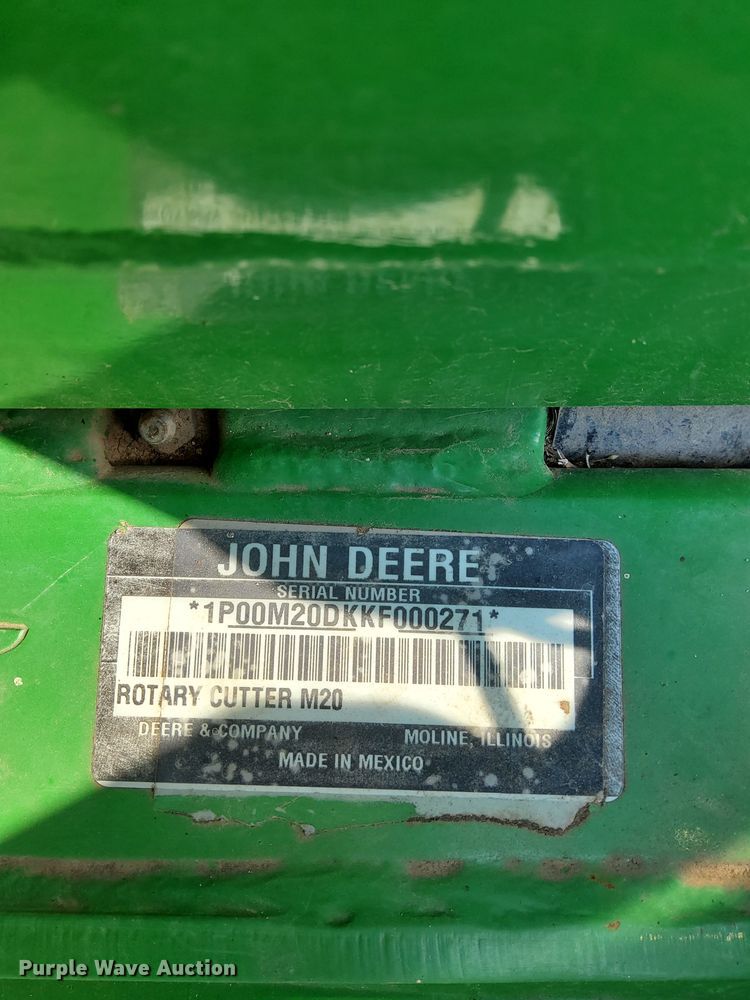 JOHN DEERE
SERIAL NUMBER
*1P00M20DKKF000271*
ROTARY CUTTER M20
DEERE & COMPANY MOLINE, ILLINOIS
MADE IN MEXICO
Purple Wave Auction